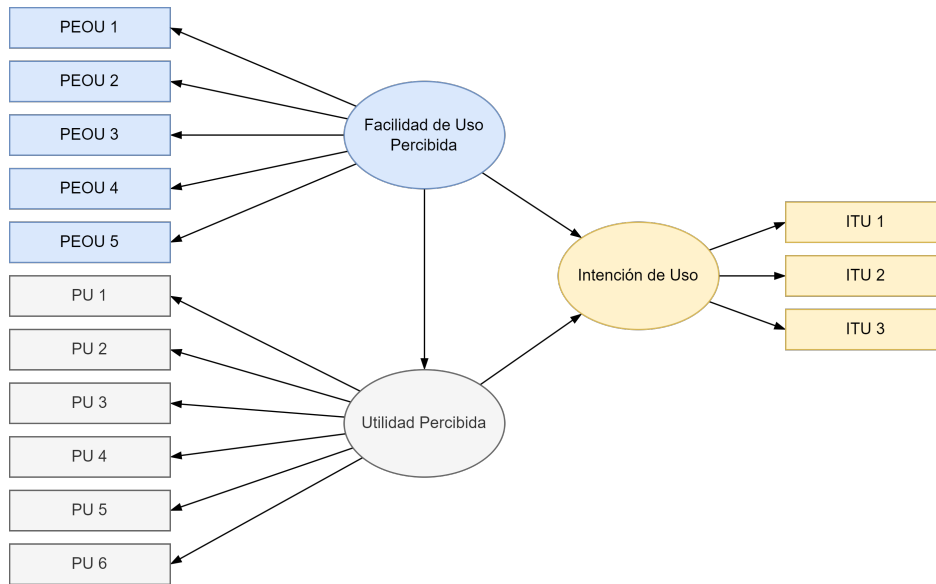 PEOU 1
PEOU 2
PEOU 3
PEOU 4
PEOU 5
PU 1
PU 2
PU 3
PU 4
PU 5
PU 6
Facilidad de Uso
Percibida
Utilidad Percibida
Intención de Uso
ITU 1
ITU 2
ITU 3